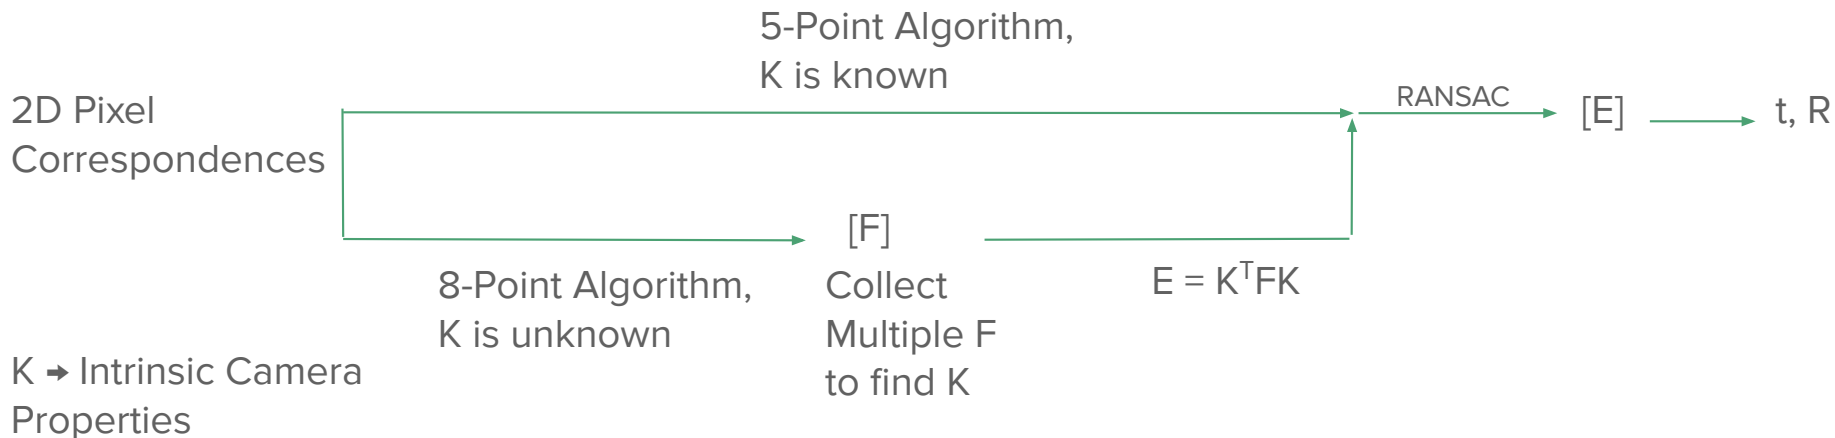 5-Point Algorithm,
K is known
2D Pixel
Correspondences
RANSAC
[E]
t, R
[F]
8-Point Algorithm,
K is unknown
Collect
Multiple F
to find K
E = KᵀFK
K → Intrinsic Camera
Properties